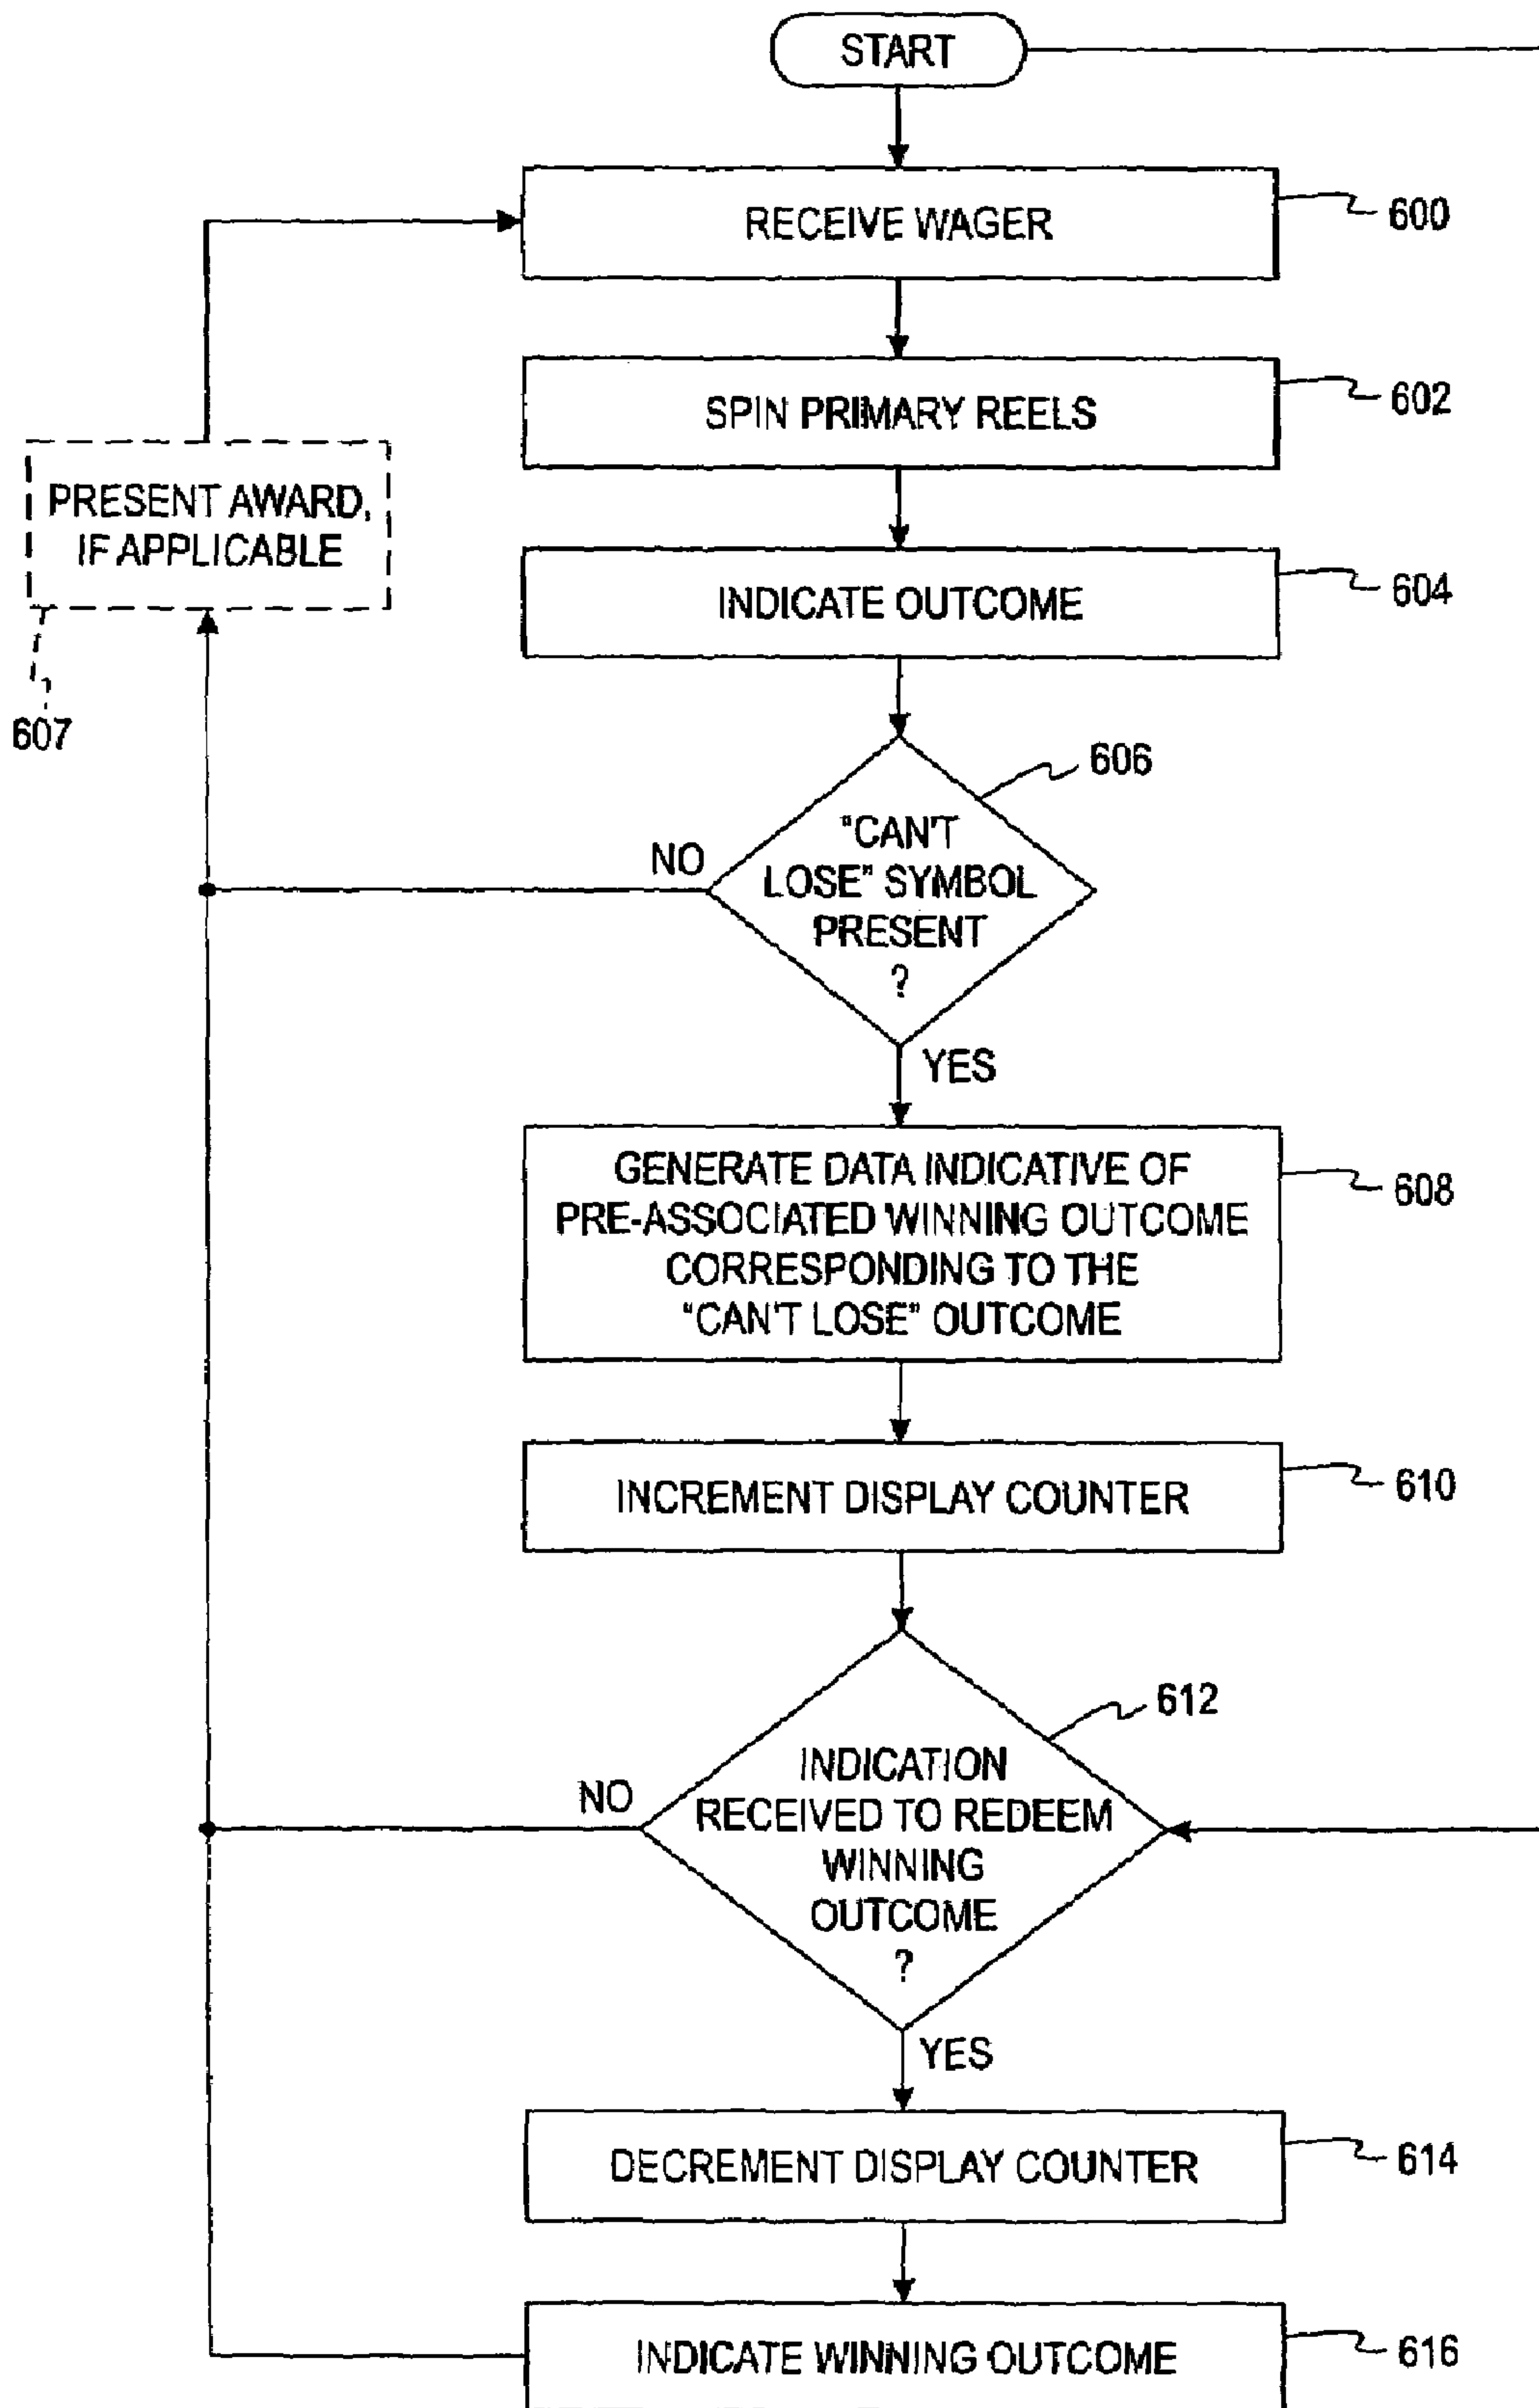 START
RECEIVE WAGER
600
SPIN PRIMARY REELS
602
PRESENT AWARD,
IF APPLICABLE
607
INDICATE OUTCOME
604
"CAN'T
LOSE" SYMBOL
PRESENT
?
606
NO
YES
GENERATE DATA INDICATIVE OF
PRE-ASSOCIATED WINNING OUTCOME
CORRESPONDING TO THE
"CAN'T LOSE" OUTCOME
608
INCREMENT DISPLAY COUNTER
610
INDICATION
RECEIVED TO REDEEM
WINNING
OUTCOME
?
612
NO
YES
DECREMENT DISPLAY COUNTER
614
INDICATE WINNING OUTCOME
616